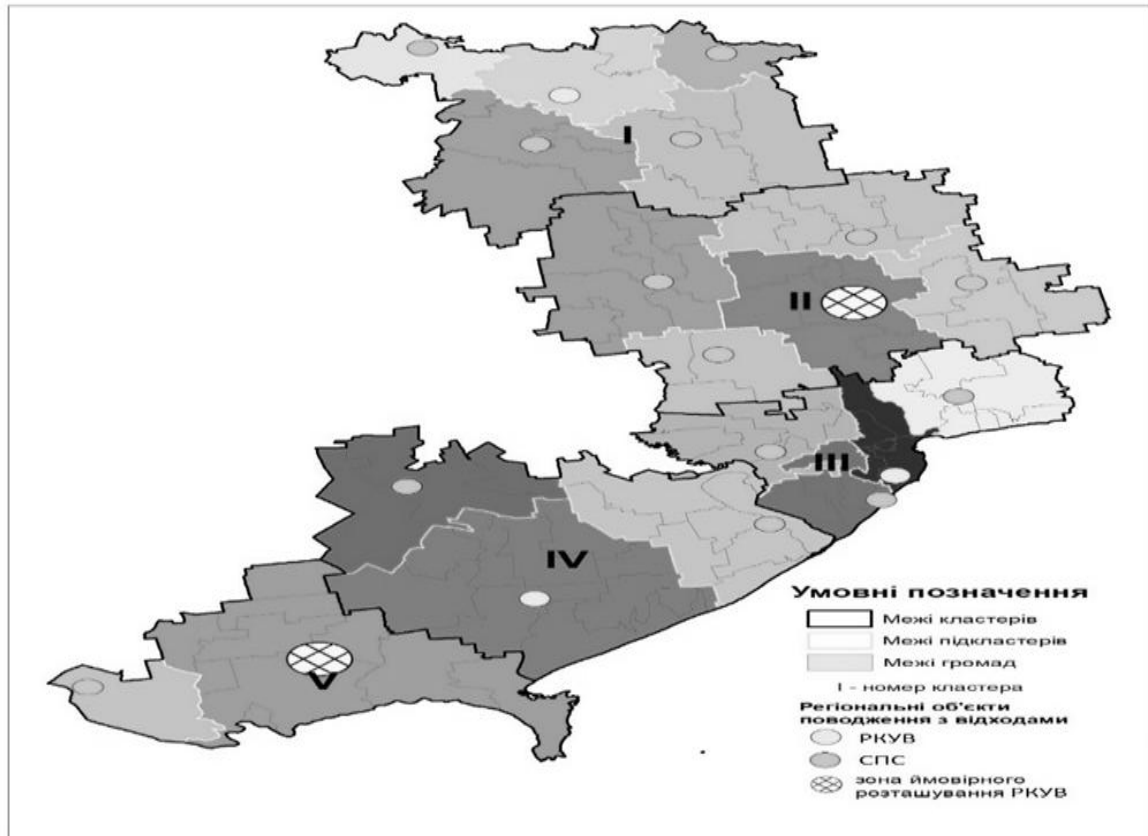 I
II
III
IV
V
Умовні позначення
Межі кластерів
Межі підкластерів
Межі громад
І - номер кластера
Регіональні об'єкти
поводження з відходами
РКУВ
СПС
зона ймовірного
розташування РКУВ